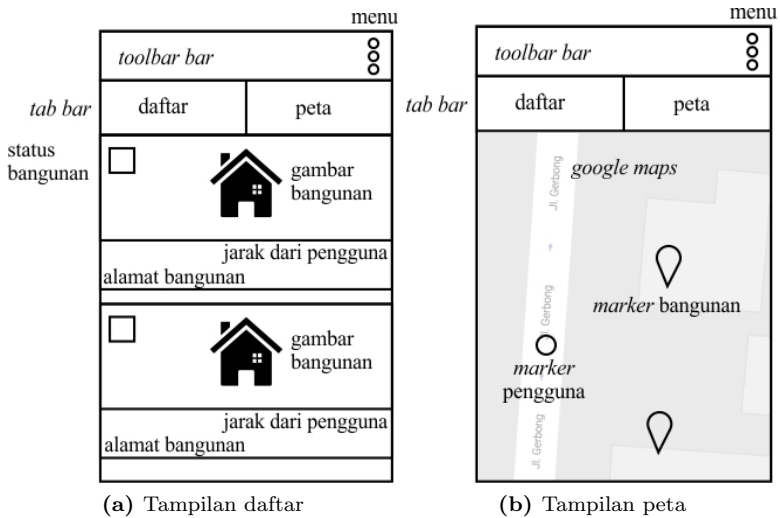 menu
toolbar bar
tab bar
daftar
peta
status
bangunan
gambar
bangunan
jarak dari pengguna
alamat bangunan
gambar
bangunan
jarak dari pengguna
alamat bangunan
(a) Tampilan daftar
menu
toolbar bar
tab bar
daftar
peta
google maps
Jl. Gerbong
marker bangunan
Jl. Gerbong
marker
pengguna
Jl. Gerbong
(b) Tampilan peta